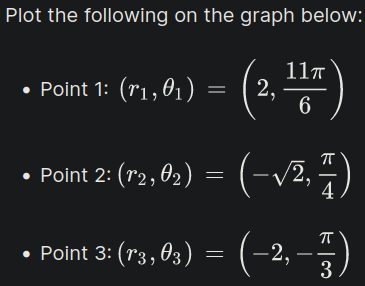 Plot the following on the graph below:
• Point 1: $(r_1, \theta_1) = \left(2, \frac{11\pi}{6}\right)$
• Point 2: $(r_2, \theta_2) = \left(-\sqrt{2}, \frac{\pi}{4}\right)$
• Point 3: $(r_3, \theta_3) = \left(-2, -\frac{\pi}{3}\right)$